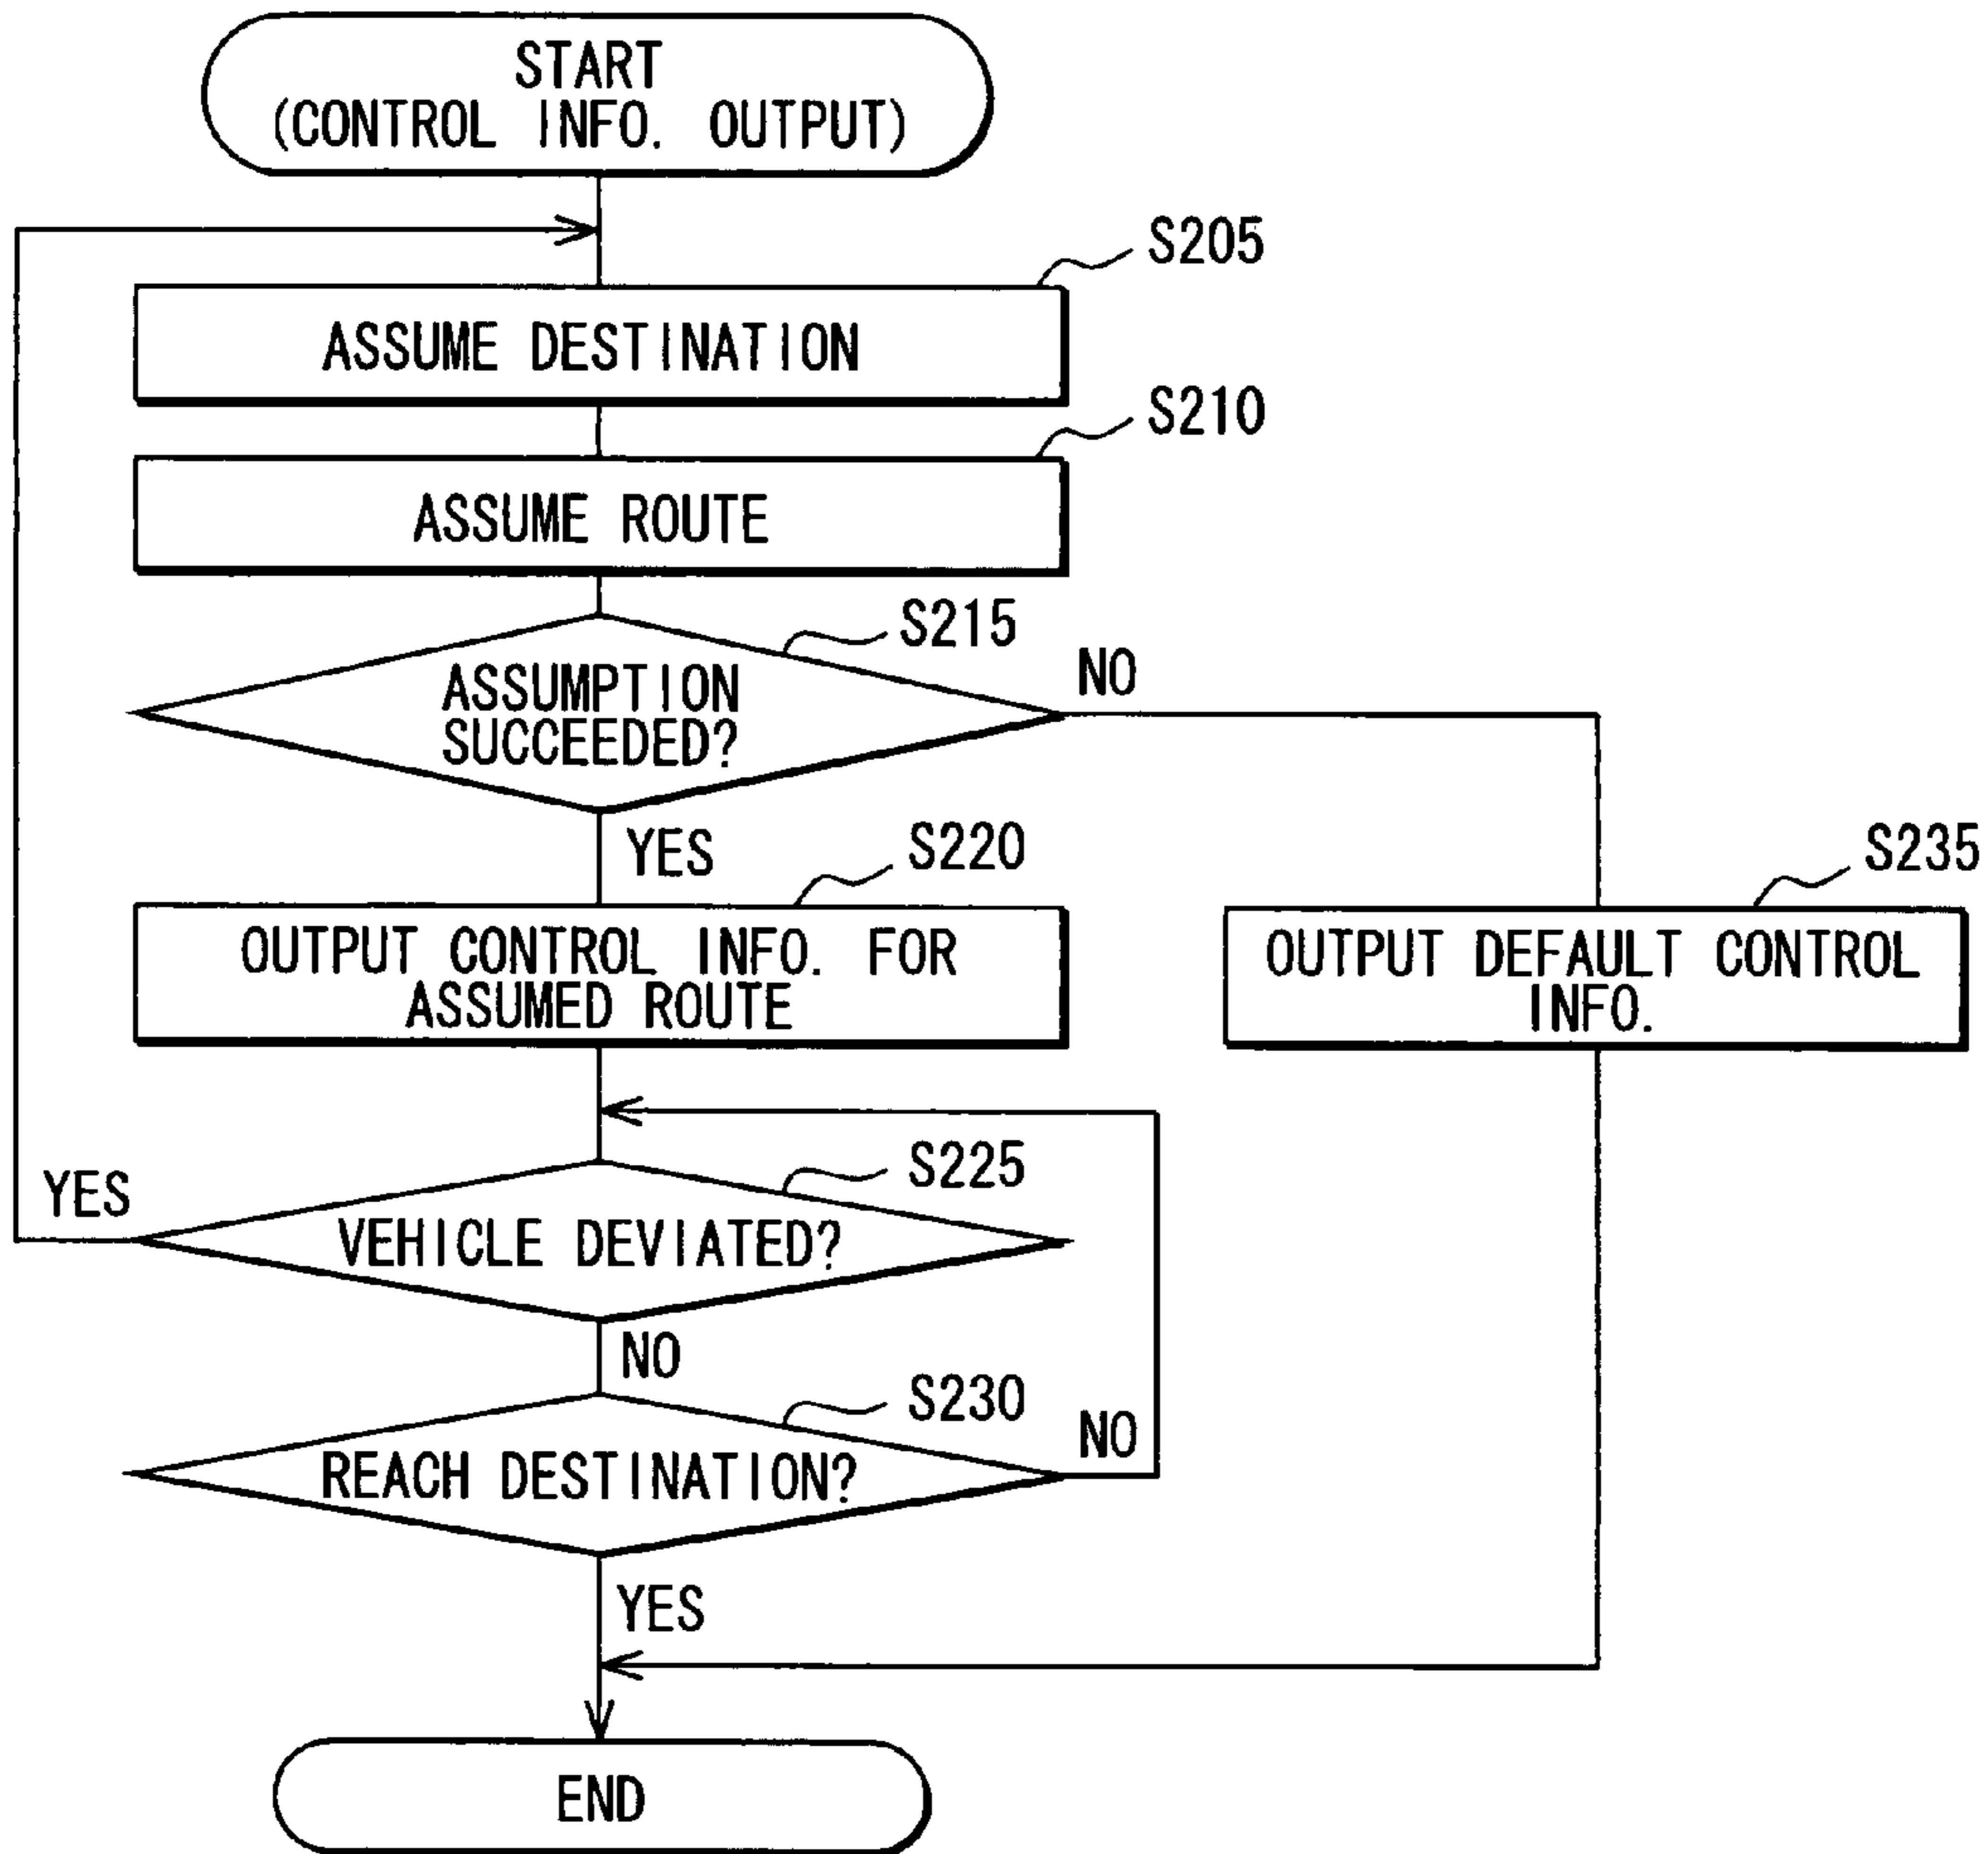 START
(CONTROL INFO. OUTPUT)
S205
ASSUME DESTINATION
S210
ASSUME ROUTE
S215
ASSUMPTION
SUCCEEDED?
NO
YES
S220
OUTPUT CONTROL INFO. FOR
ASSUMED ROUTE
S235
OUTPUT DEFAULT CONTROL
INFO.
S225
YES
VEHICLE DEVIATED?
NO
S230
REACH DESTINATION?
NO
YES
END